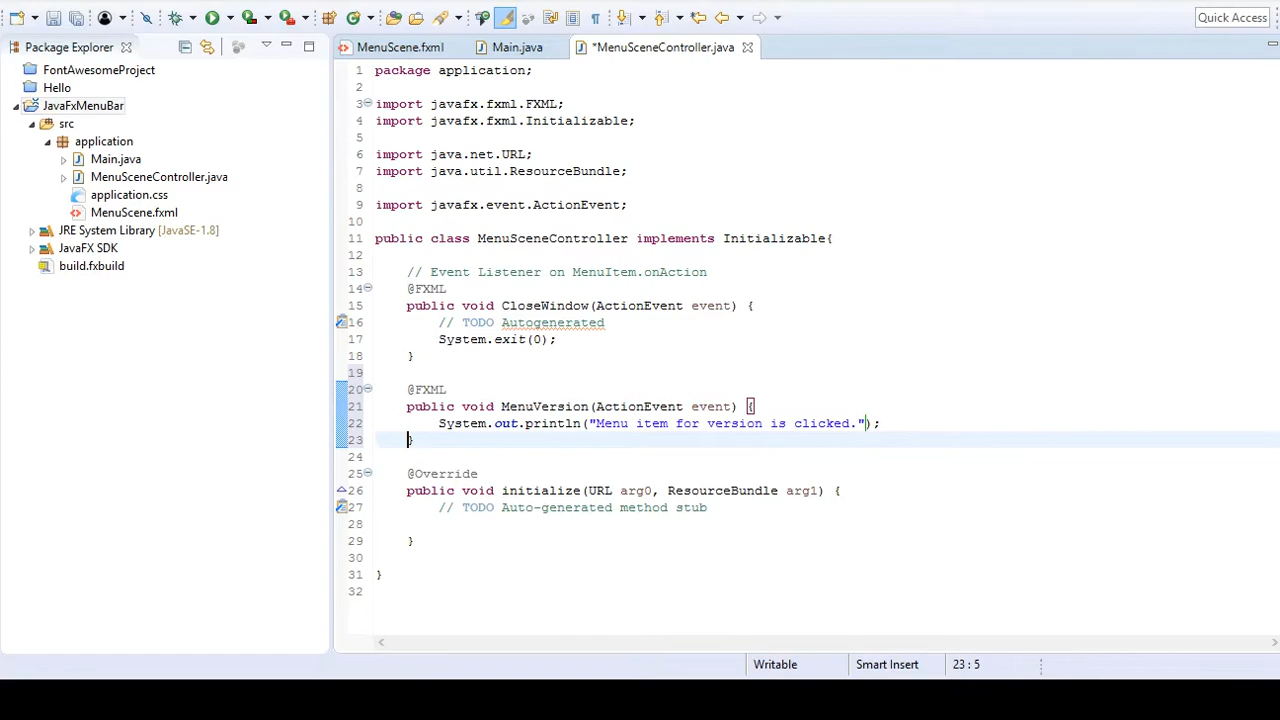 Quick Access
Package Explorer
FontAwesomeProject
Hello
JavaFxMenuBar
src
application
Main.java
MenuSceneController.java
application.css
MenuScene.fxml
JRE System Library [JavaSE-1.8]
JavaFX SDK
build.fxbuild
MenuScene.fxml
Main.java
*MenuSceneController.java
1 package application;
2
3 import javafx.fxml.FXML;
4 import javafx.fxml.Initializable;
5
6 import java.net.URL;
7 import java.util.ResourceBundle;
8
9 import javafx.event.ActionEvent;
10
11 public class MenuSceneController implements Initializable{
12
13 // Event Listener on MenuItem.onAction
14 @FXML
15 public void CloseWindow(ActionEvent event) {
16 // TODO Autogenerated
17 System.exit(0);
18 }
19
20 @FXML
21 public void MenuVersion(ActionEvent event) {
22 System.out.println("Menu item for version is clicked.");
23 }
24
25 @Override
26 public void initialize(URL arg0, ResourceBundle arg1) {
27 // TODO Auto-generated method stub
28
29 }
30
31 }
32
Writable
Smart Insert
23 : 5